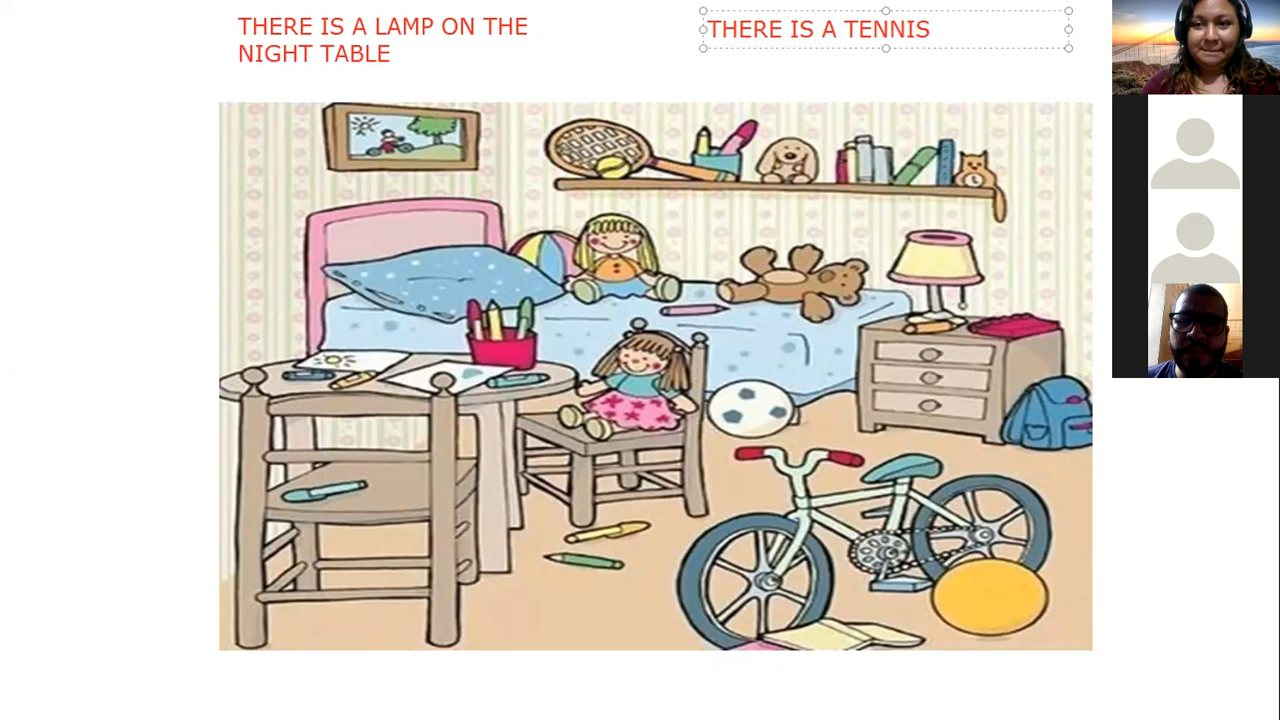 THERE IS A LAMP ON THE
NIGHT TABLE
THERE IS A TENNIS